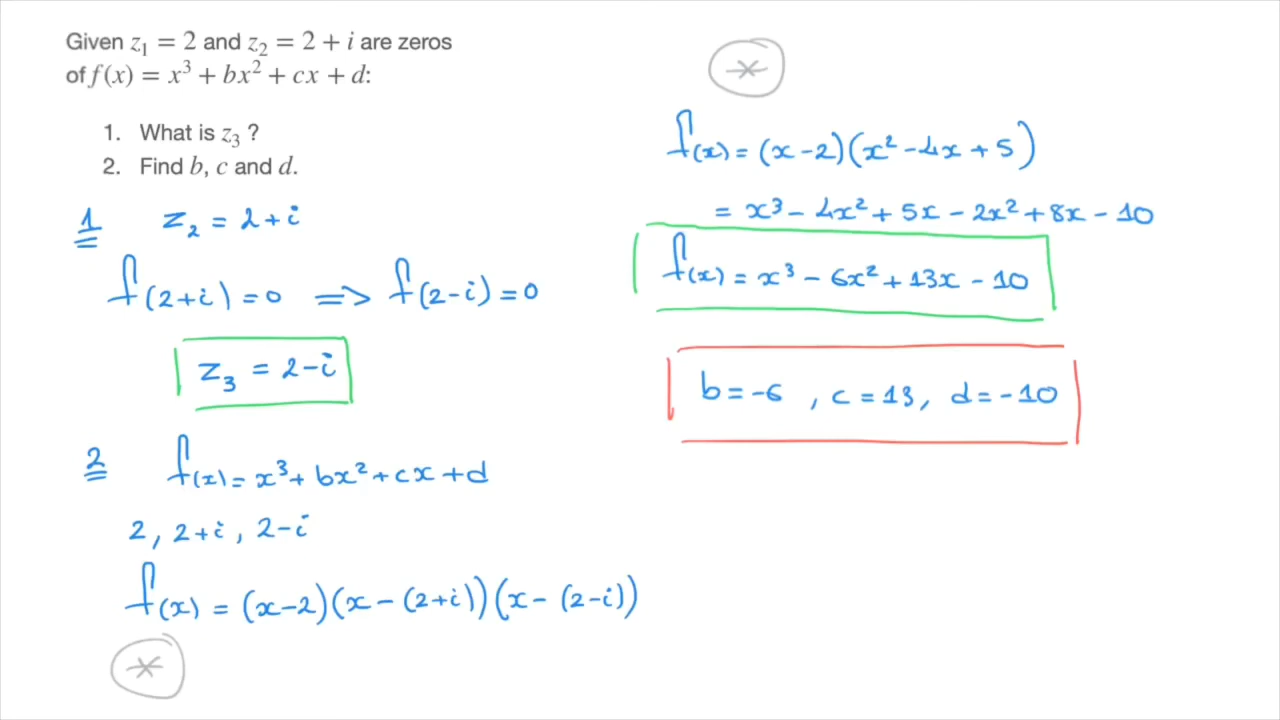 Given z₁ = 2 and z₂ = 2 + i are zeros
of f(x) = x³ + bx² + cx + d:
1. What is z₃ ?
2. Find b, c and d.
1 z₂ = 2+i
f(2+i) = 0 => f(2-i) = 0
z₃ = 2-i
2 f(x) = x³ + bx² + cx + d
2, 2+i, 2-i
f(x) = (x-2)(x-(2+i))(x-(2-i))
*
*
f(x) = (x-2)(x² - 4x + 5)
= x³ - 4x² + 5x - 2x² + 8x - 10
f(x) = x³ - 6x² + 13x - 10
b = -6 , c = 13, d = -10